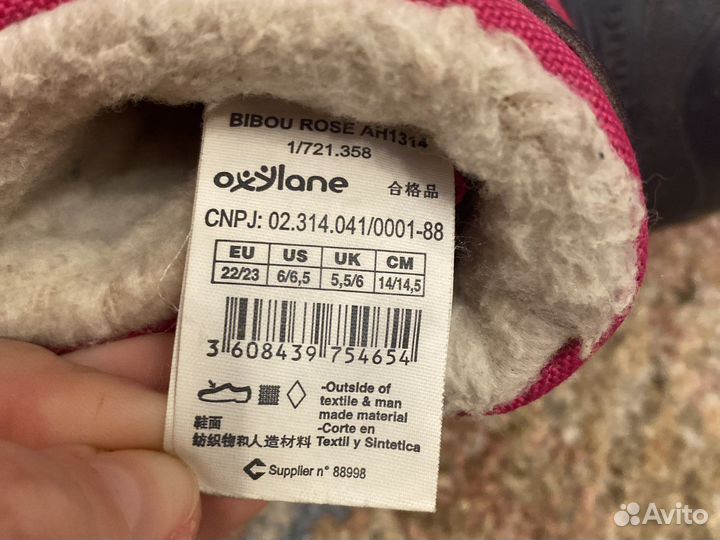 BIBOU ROSE AH1314
1/721.358
oxylane 合格品
CNPJ: 02.314.041/0001-88
EU US UK CM
22/23 6/6,5 5,5/6 14/14,5
3 608439 754654
-Outside of
textile & man
made material
-Corte en
Textil y Sintetica
鞋面
纺织物和人造材料
Supplier n° 88998
Avito